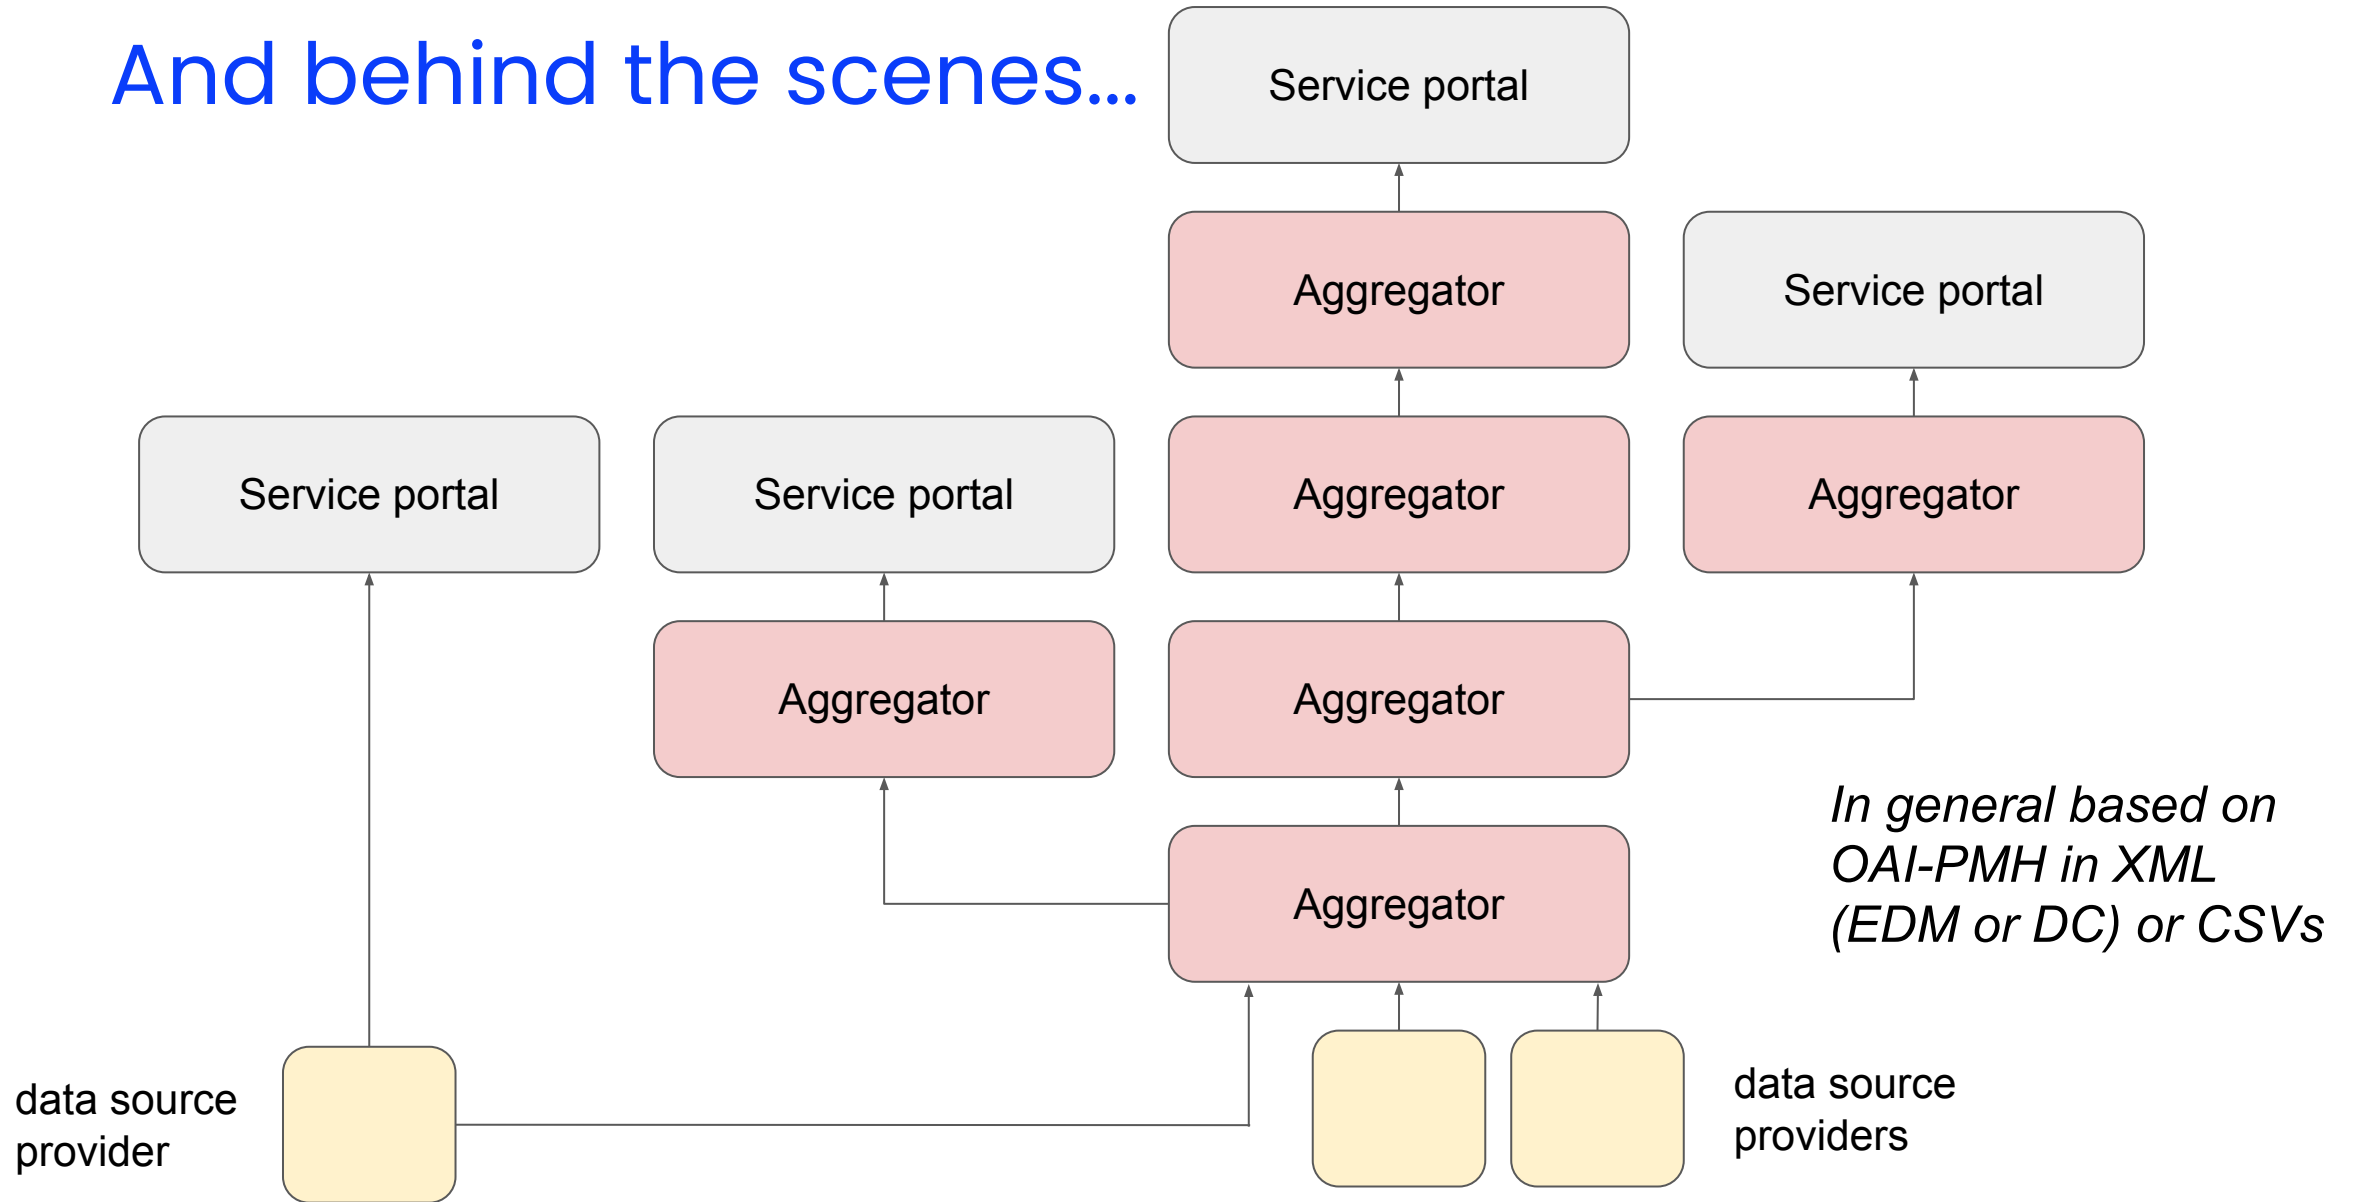 And behind the scenes...
Service portal
Aggregator
Service portal
Service portal
Service portal
Aggregator
Aggregator
Aggregator
Aggregator
In general based on
OAI-PMH in XML
(EDM or DC) or CSVs
Aggregator
data source
provider
data source
providers